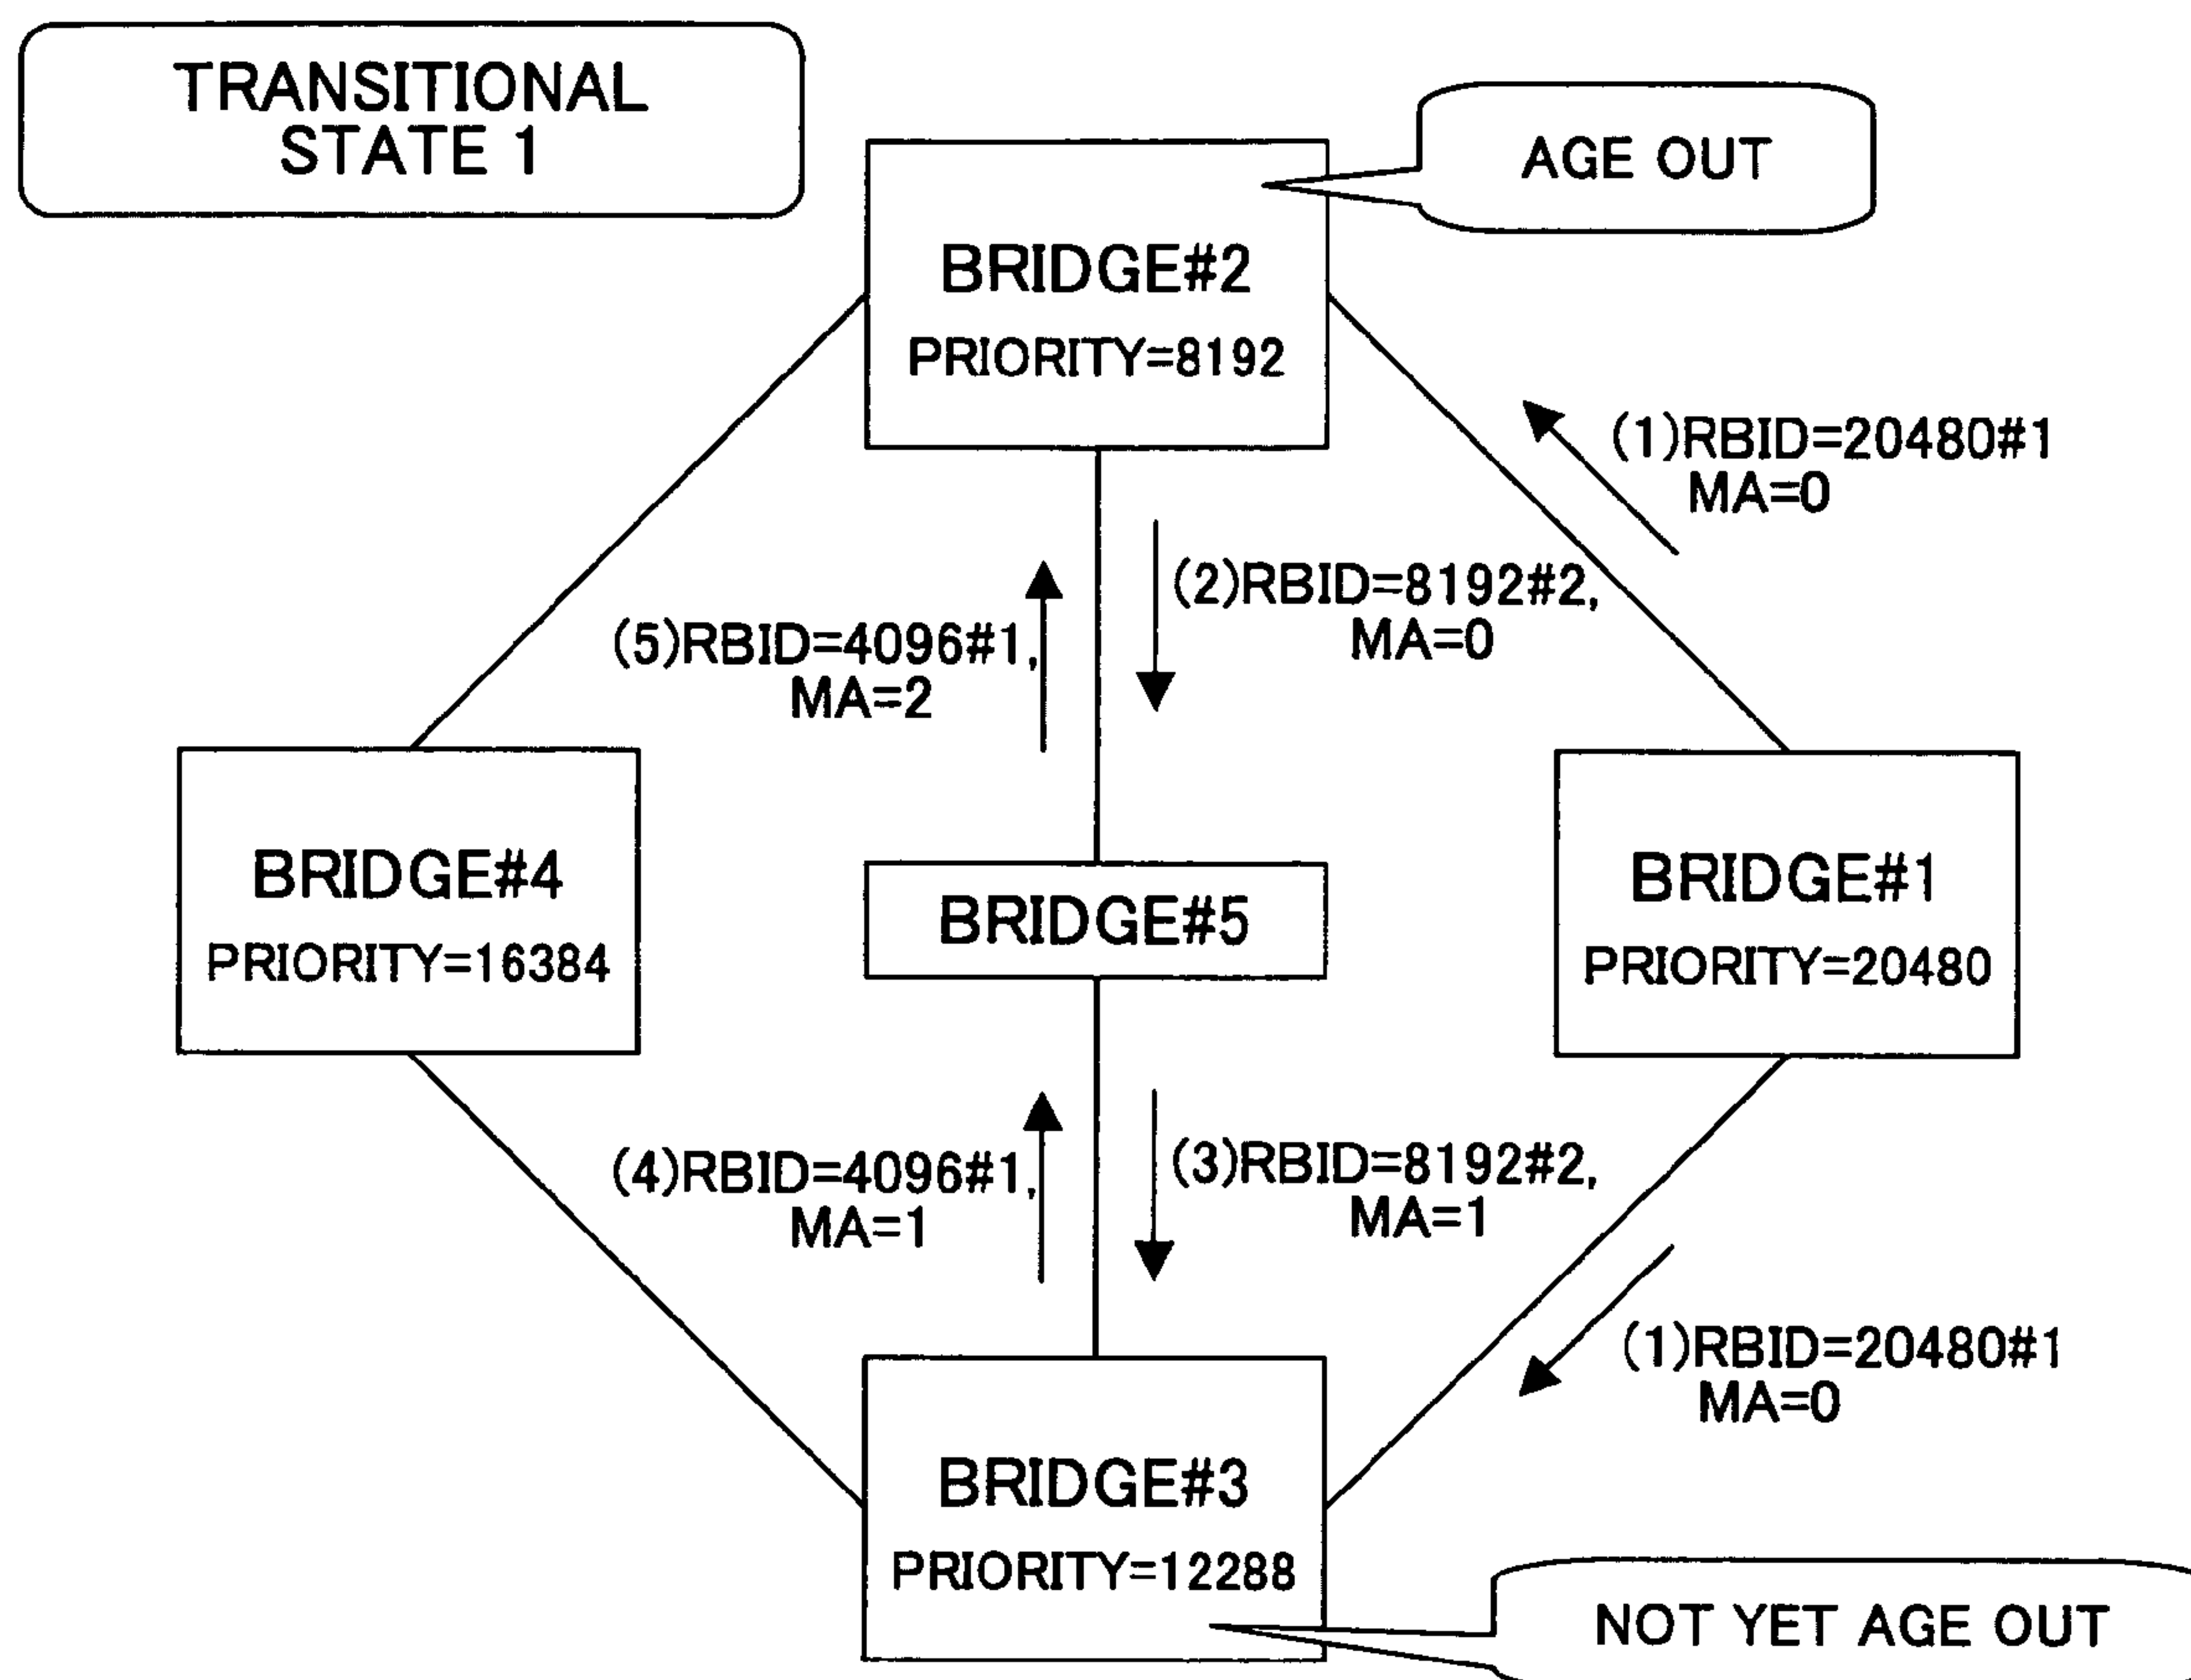 TRANSITIONAL
STATE 1
AGE OUT
BRIDGE#2
PRIORITY=8192
(1)RBID=20480#1
MA=0
(2)RBID=8192#2,
MA=0
(5)RBID=4096#1,
MA=2
BRIDGE#4
PRIORITY=16384
BRIDGE#5
BRIDGE#1
PRIORITY=20480
(4)RBID=4096#1,
MA=1
(3)RBID=8192#2,
MA=1
(1)RBID=20480#1
MA=0
BRIDGE#3
PRIORITY=12288
NOT YET AGE OUT